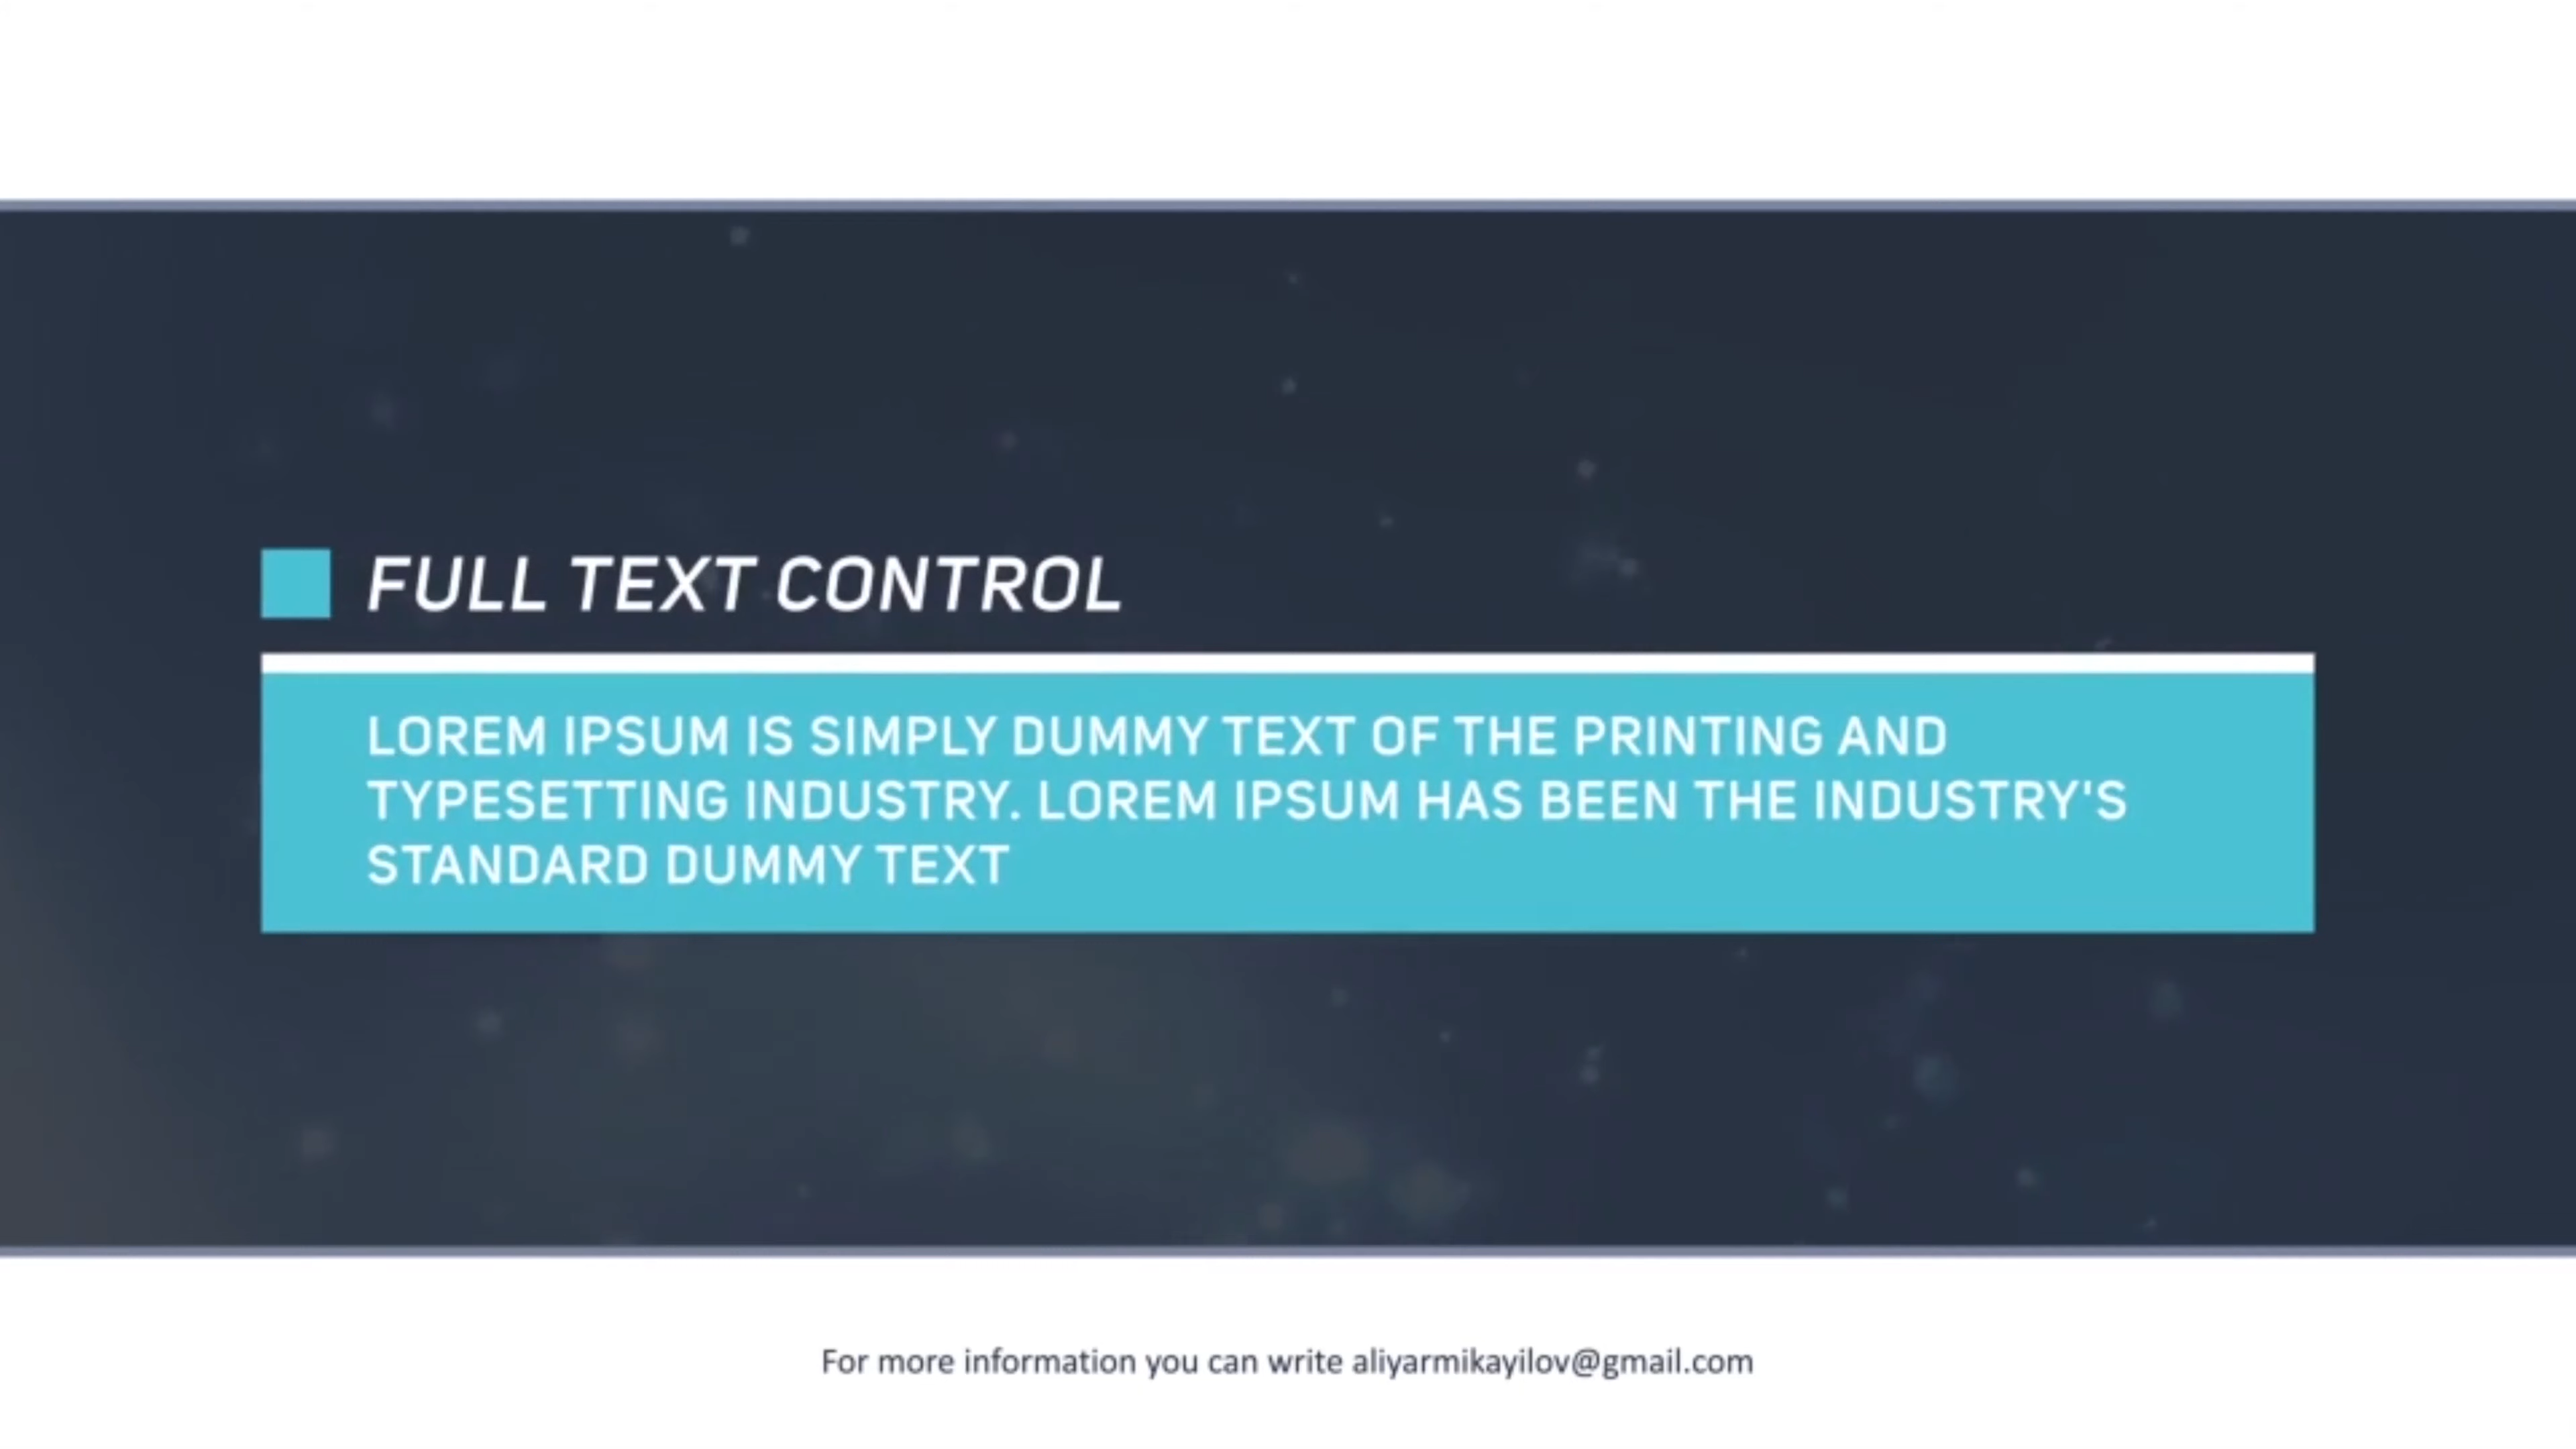 FULL TEXT CONTROL
LOREM IPSUM IS SIMPLY DUMMY TEXT OF THE PRINTING AND
TYPESETTING INDUSTRY. LOREM IPSUM HAS BEEN THE INDUSTRY'S
STANDARD DUMMY TEXT
For more information you can write aliyarmikayilov@gmail.com